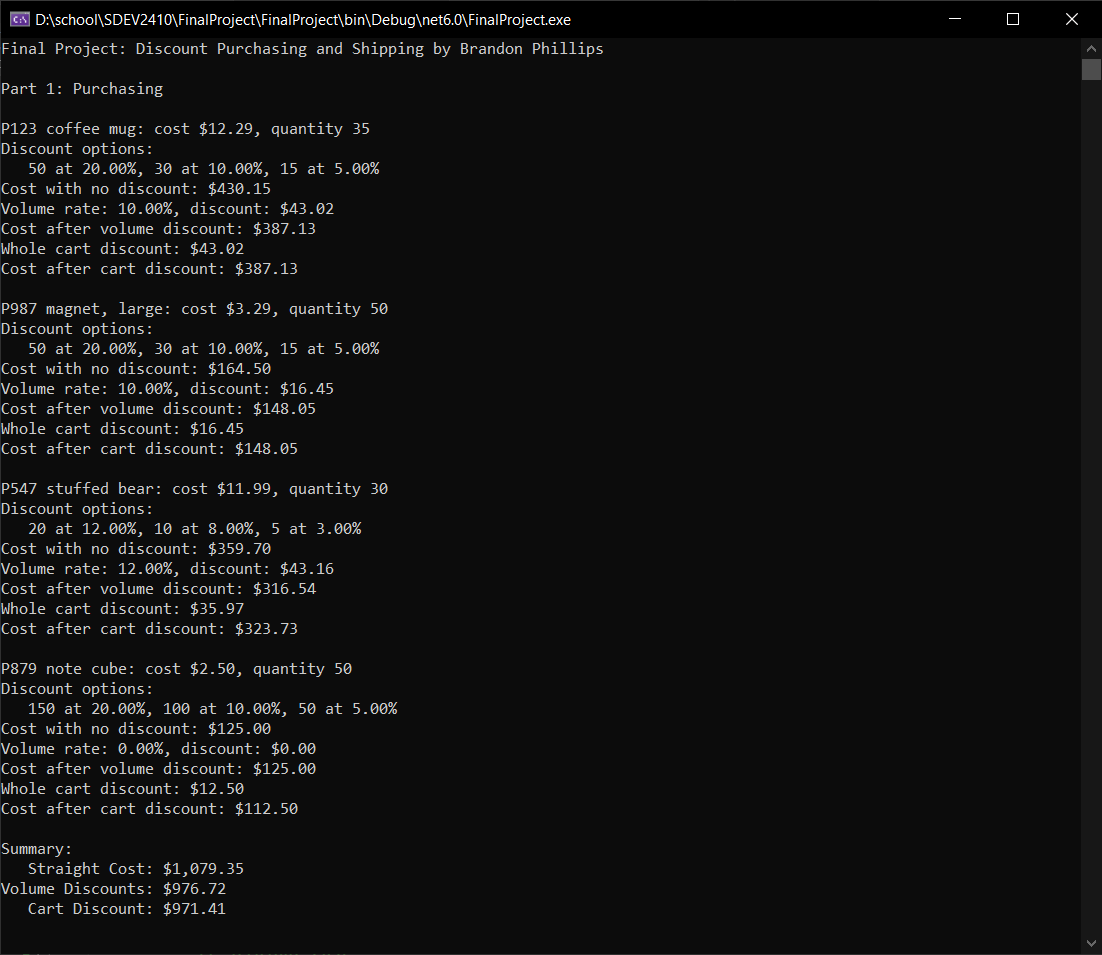 D:\school\SDEV2410\FinalProject\FinalProject\bin\Debug\net6.0\FinalProject.exe
Final Project: Discount Purchasing and Shipping by Brandon Phillips
Part 1: Purchasing
P123 coffee mug: cost $12.29, quantity 35
Discount options:
   50 at 20.00%, 30 at 10.00%, 15 at 5.00%
Cost with no discount: $430.15
Volume rate: 10.00%, discount: $43.02
Cost after volume discount: $387.13
Whole cart discount: $43.02
Cost after cart discount: $387.13
P987 magnet, large: cost $3.29, quantity 50
Discount options:
   50 at 20.00%, 30 at 10.00%, 15 at 5.00%
Cost with no discount: $164.50
Volume rate: 10.00%, discount: $16.45
Cost after volume discount: $148.05
Whole cart discount: $16.45
Cost after cart discount: $148.05
P547 stuffed bear: cost $11.99, quantity 30
Discount options:
   20 at 12.00%, 10 at 8.00%, 5 at 3.00%
Cost with no discount: $359.70
Volume rate: 12.00%, discount: $43.16
Cost after volume discount: $316.54
Whole cart discount: $35.97
Cost after cart discount: $323.73
P879 note cube: cost $2.50, quantity 50
Discount options:
   150 at 20.00%, 100 at 10.00%, 50 at 5.00%
Cost with no discount: $125.00
Volume rate: 0.00%, discount: $0.00
Cost after volume discount: $125.00
Whole cart discount: $12.50
Cost after cart discount: $112.50
Summary:
   Straight Cost: $1,079.35
Volume Discounts: $976.72
   Cart Discount: $971.41